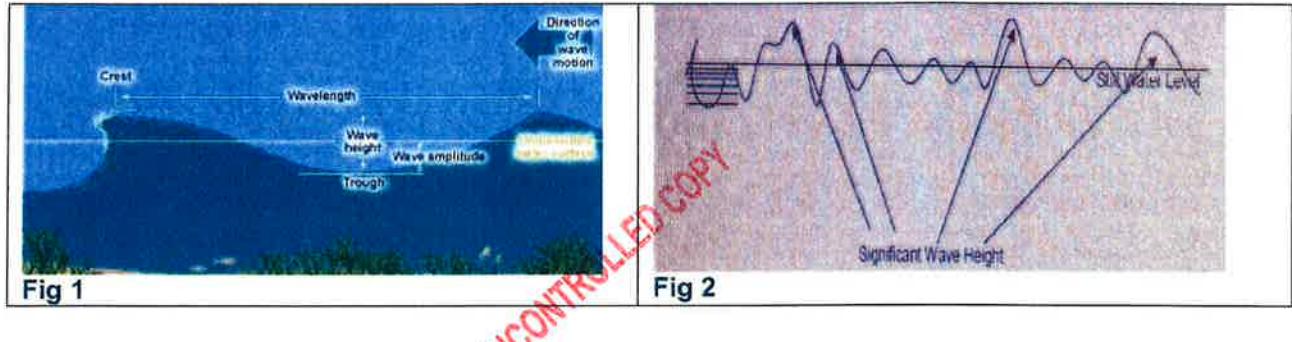 Direction
of
wave
motion
Crest
Wavelength
Wave
height
Wave amplitude
Trough
Fig 1
Still Water Level
Significant Wave Height
Fig 2
UNCONTROLLED COPY